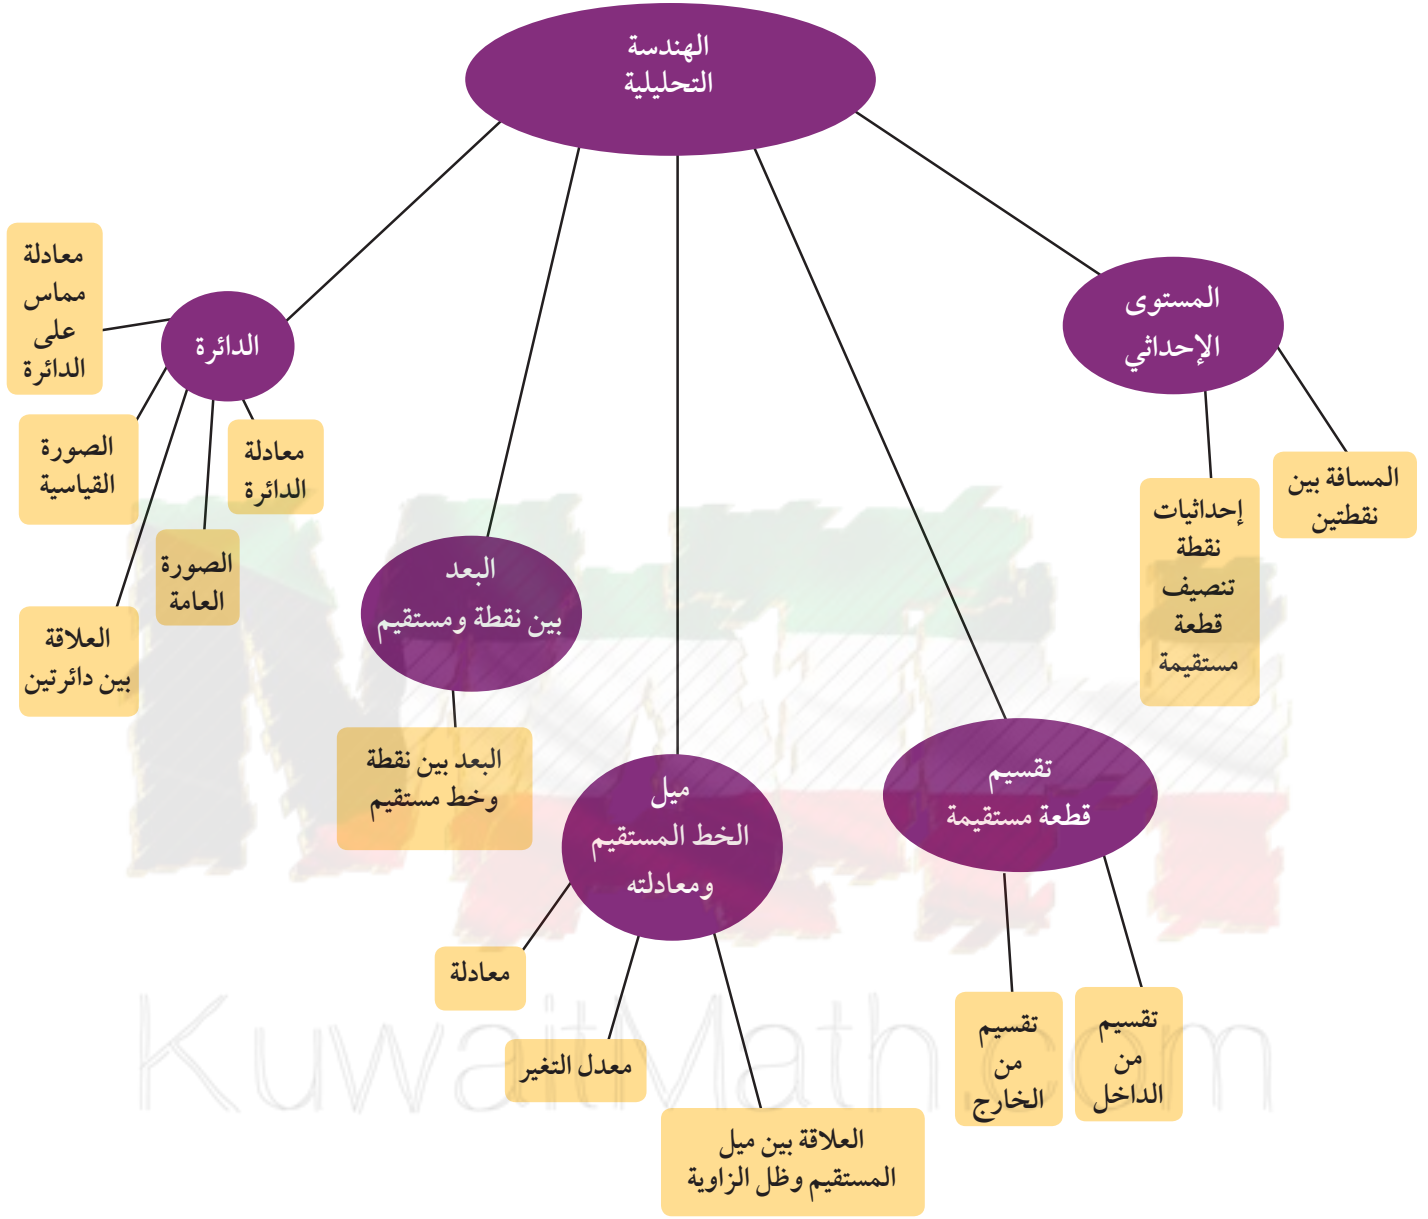 الهندسة
التحليلية
المستوى
الإحداثي
المسافة بين
نقطتين
إحداثيات
نقطة
تنصيف
قطعة
مستقيمة
تقسيم
قطعة مستقيمة
تقسيم
من
الداخل
تقسيم
من
الخارج
ميل
الخط المستقيم
ومعادلته
العلاقة بين ميل
المستقيم وظل الزاوية
معدل التغير
معادلة
البعد
بين نقطة ومستقيم
البعد بين نقطة
وخط مستقيم
الدائرة
معادلة
الدائرة
الصورة
العامة
العلاقة
بين دائرتين
الصورة
القياسية
معادلة
مماس
على
الدائرة
KuwaitMath.com